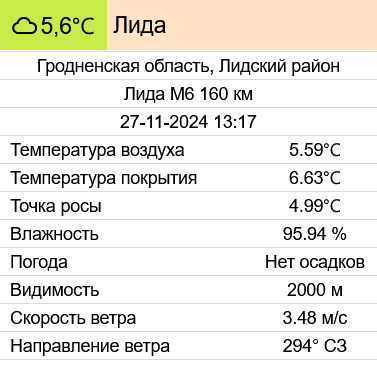 5,6°C Лида
Гродненская область, Лидский район
Лида М6 160 км
27-11-2024 13:17
Температура воздуха 5.59°C
Температура покрытия 6.63°C
Точка росы 4.99°C
Влажность 95.94 %
Погода Нет осадков
Видимость 2000 м
Скорость ветра 3.48 м/с
Направление ветра 294° СЗ